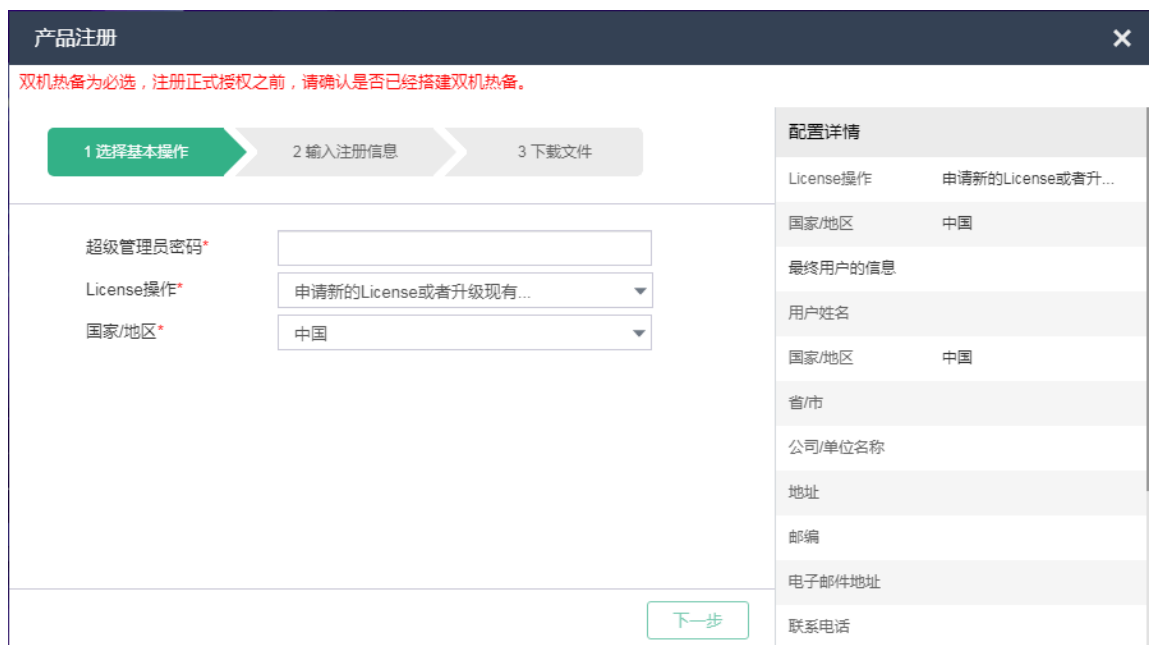 产品注册
双机热备为必选，注册正式授权之前，请确认是否已经搭建双机热备。
1 选择基本操作
2 输入注册信息
3 下载文件
超级管理员密码*
License操作*
申请新的License或者升级现有...
国家/地区*
中国
下一步
配置详情
License操作
申请新的License或者升...
国家/地区
中国
最终用户的信息
用户姓名
国家/地区
中国
省/市
公司/单位名称
地址
邮编
电子邮件地址
联系电话